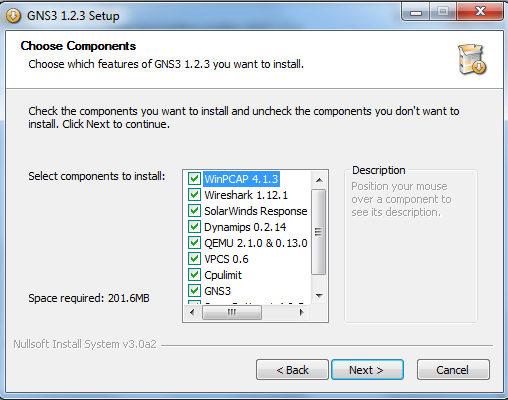 GNS3 1.2.3 Setup
Choose Components
Choose which features of GNS3 1.2.3 you want to install.
Check the components you want to install and uncheck the components you don't want to
install. Click Next to continue.
Select components to install:
WinPCAP 4.1.3
Wireshark 1.12.1
SolarWinds Response
Dynamips 0.2.14
QEMU 2.1.0 & 0.13.0
VPCS 0.6
Cpulimit
GNS3
Description
Position your mouse
over a component to
see its description.
Space required: 201.6MB
Nullsoft Install System v3.0a2
< Back
Next >
Cancel